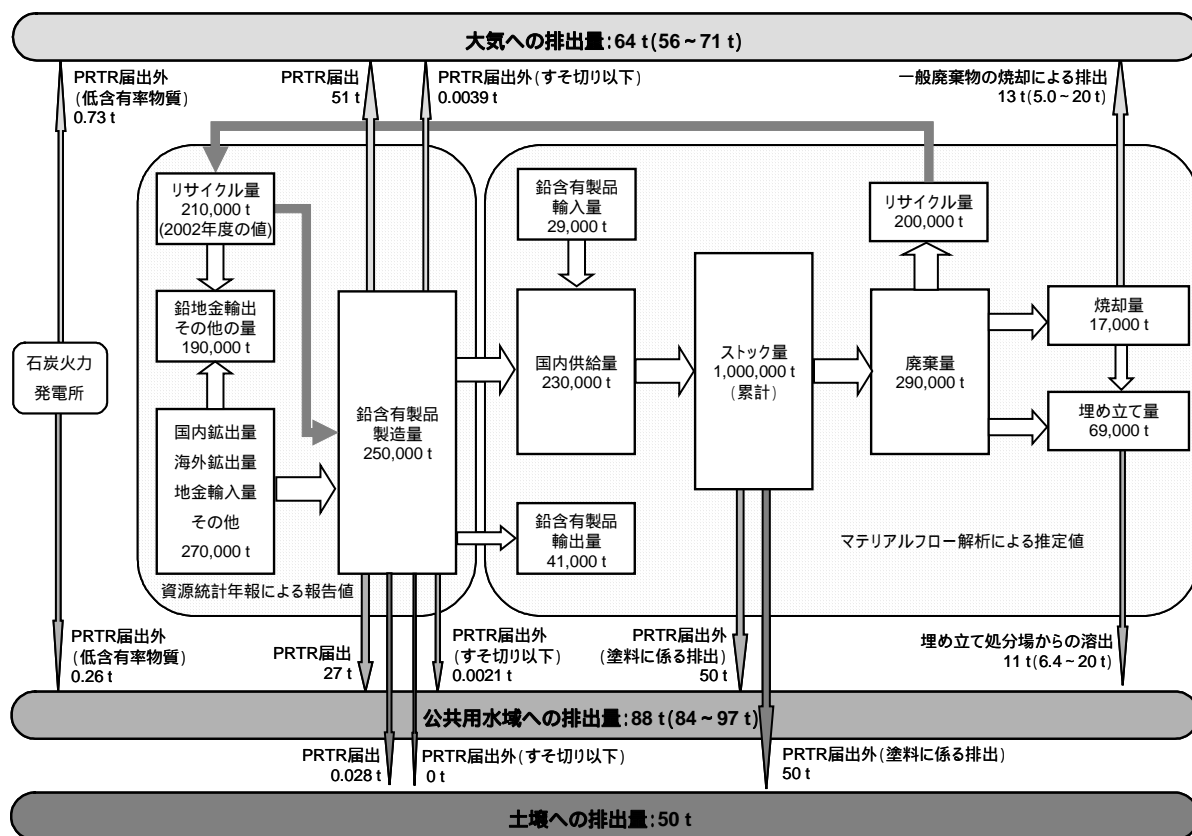 大気への排出量:64 t(56～71 t)
PRTR届出外
(低含有率物質)
0.73 t
PRTR届出
51 t
PRTR届出外(すそ切り以下)
0.0039 t
一般廃棄物の焼却による排出
13 t(5.0～20 t)
リサイクル量
210,000 t
(2002年度の値)
鉛地金輸出
その他の量
190,000 t
国内鉱出量
海外鉱出量
地金輸入量
その他
270,000 t
資源統計年報による報告値
石炭火力
発電所
鉛含有製品
製造量
250,000 t
鉛含有製品
輸入量
29,000 t
国内供給量
230,000 t
鉛含有製品
輸出量
41,000 t
ストック量
1,000,000 t
(累計)
リサイクル量
200,000 t
廃棄量
290,000 t
焼却量
17,000 t
埋め立て量
69,000 t
マテリアルフロー解析による推定値
PRTR届出外
(低含有率物質)
0.26 t
PRTR届出
27 t
PRTR届出外
(すそ切り以下)
0.0021 t
PRTR届出外
(塗料に係る排出)
50 t
埋め立て処分場からの溶出
11 t(6.4～20 t)
公共用水域への排出量:88 t(84～97 t)
PRTR届出
0.028 t
PRTR届出外(すそ切り以下)
0 t
PRTR届出外(塗料に係る排出)
50 t
土壌への排出量:50 t